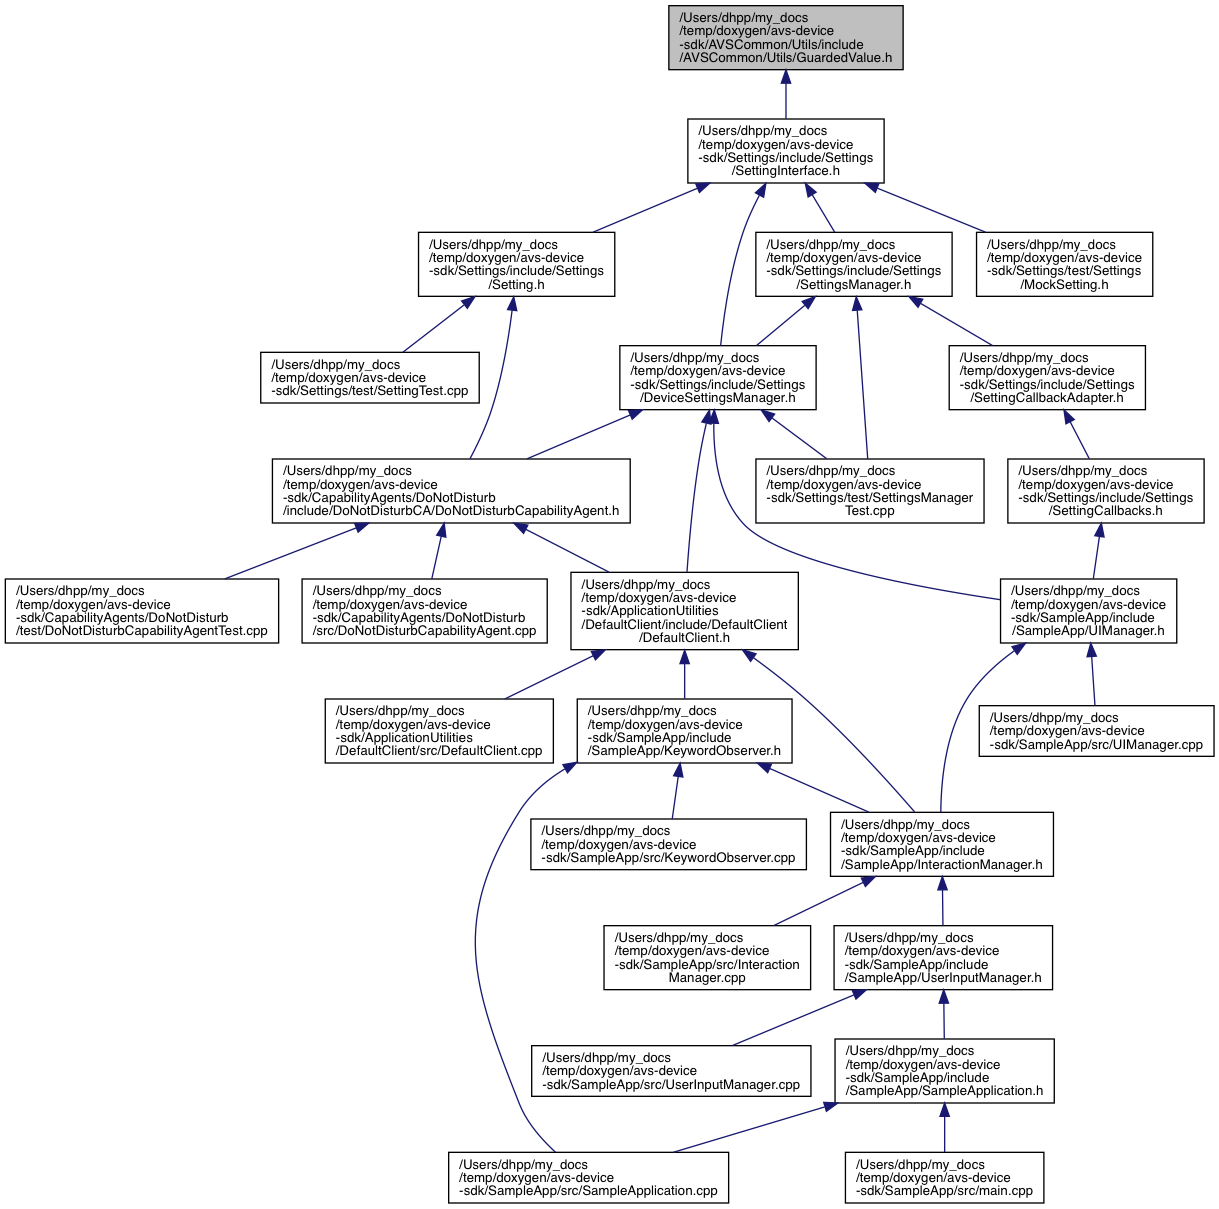 /Users/dhpp/my_docs
/temp/doxygen/avs-device
-sdk/AVSCommon/Utils/include
/AVSCommon/Utils/GuardedValue.h
/Users/dhpp/my_docs
/temp/doxygen/avs-device
-sdk/Settings/include/Settings
/SettingInterface.h
/Users/dhpp/my_docs
/temp/doxygen/avs-device
-sdk/Settings/include/Settings
/Setting.h
/Users/dhpp/my_docs
/temp/doxygen/avs-device
-sdk/Settings/include/Settings
/SettingsManager.h
/Users/dhpp/my_docs
/temp/doxygen/avs-device
-sdk/Settings/test/Settings
/MockSetting.h
/Users/dhpp/my_docs
/temp/doxygen/avs-device
-sdk/Settings/test/SettingTest.cpp
/Users/dhpp/my_docs
/temp/doxygen/avs-device
-sdk/Settings/include/Settings
/DeviceSettingsManager.h
/Users/dhpp/my_docs
/temp/doxygen/avs-device
-sdk/Settings/include/Settings
/SettingCallbackAdapter.h
/Users/dhpp/my_docs
/temp/doxygen/avs-device
-sdk/CapabilityAgents/DoNotDisturb
/include/DoNotDisturbCA/DoNotDisturbCapabilityAgent.h
/Users/dhpp/my_docs
/temp/doxygen/avs-device
-sdk/Settings/test/SettingsManager
Test.cpp
/Users/dhpp/my_docs
/temp/doxygen/avs-device
-sdk/Settings/include/Settings
/SettingCallbacks.h
/Users/dhpp/my_docs
/temp/doxygen/avs-device
-sdk/CapabilityAgents/DoNotDisturb
/test/DoNotDisturbCapabilityAgentTest.cpp
/Users/dhpp/my_docs
/temp/doxygen/avs-device
-sdk/CapabilityAgents/DoNotDisturb
/src/DoNotDisturbCapabilityAgent.cpp
/Users/dhpp/my_docs
/temp/doxygen/avs-device
-sdk/ApplicationUtilities
/DefaultClient/include/DefaultClient
/DefaultClient.h
/Users/dhpp/my_docs
/temp/doxygen/avs-device
-sdk/SampleApp/include
/SampleApp/UIManager.h
/Users/dhpp/my_docs
/temp/doxygen/avs-device
-sdk/ApplicationUtilities
/DefaultClient/src/DefaultClient.cpp
/Users/dhpp/my_docs
/temp/doxygen/avs-device
-sdk/SampleApp/include
/SampleApp/KeywordObserver.h
/Users/dhpp/my_docs
/temp/doxygen/avs-device
-sdk/SampleApp/src/UIManager.cpp
/Users/dhpp/my_docs
/temp/doxygen/avs-device
-sdk/SampleApp/src/KeywordObserver.cpp
/Users/dhpp/my_docs
/temp/doxygen/avs-device
-sdk/SampleApp/include
/SampleApp/InteractionManager.h
/Users/dhpp/my_docs
/temp/doxygen/avs-device
-sdk/SampleApp/src/Interaction
Manager.cpp
/Users/dhpp/my_docs
/temp/doxygen/avs-device
-sdk/SampleApp/include
/SampleApp/UserInputManager.h
/Users/dhpp/my_docs
/temp/doxygen/avs-device
-sdk/SampleApp/src/UserInputManager.cpp
/Users/dhpp/my_docs
/temp/doxygen/avs-device
-sdk/SampleApp/include
/SampleApp/SampleApplication.h
/Users/dhpp/my_docs
/temp/doxygen/avs-device
-sdk/SampleApp/src/SampleApplication.cpp
/Users/dhpp/my_docs
/temp/doxygen/avs-device
-sdk/SampleApp/src/main.cpp